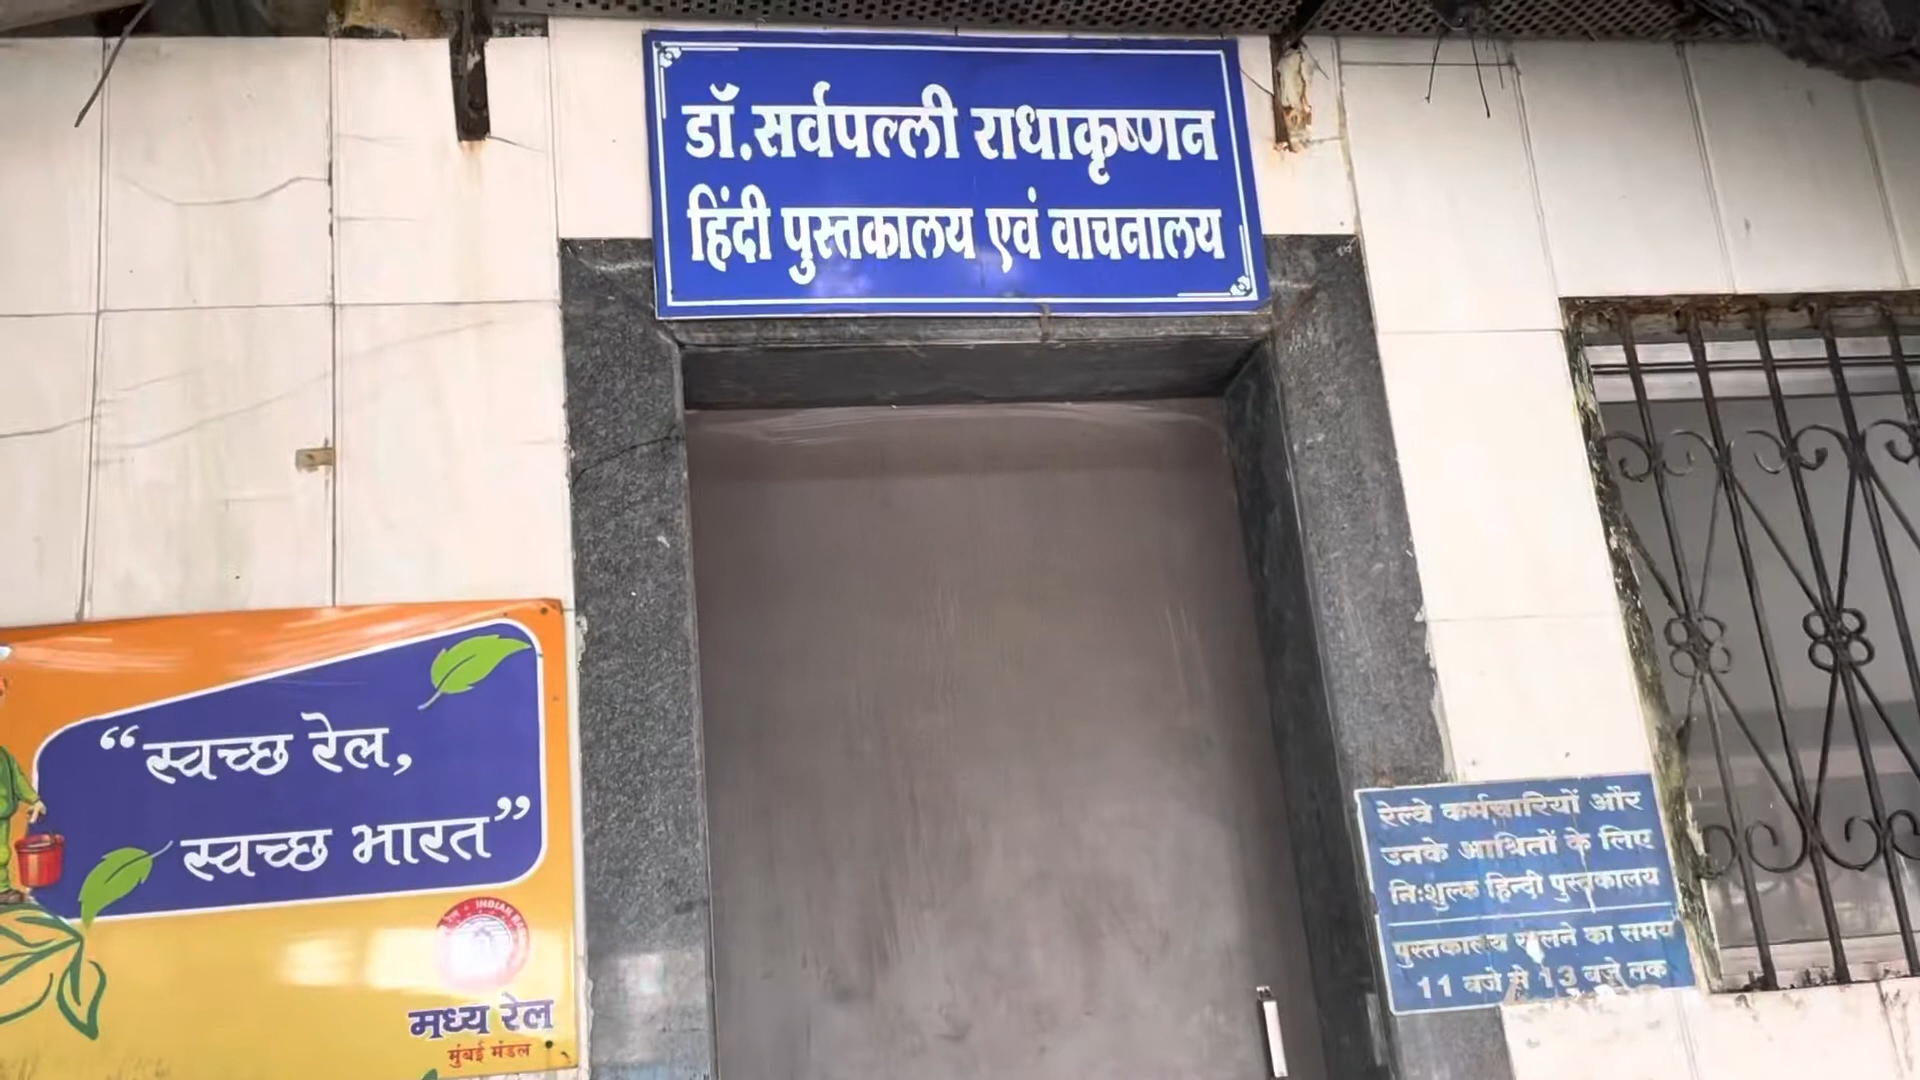 डॉ.सर्वपल्ली राधाकृष्णन
हिंदी पुस्तकालय एवं वाचनालय
“स्वच्छ रेल,
स्वच्छ भारत”
INDIAN
मध्य रेल
मुंबई मंडल
रेल्वे कर्मचारियों और
उनके आश्रितों के लिए
निःशुल्क हिन्दी पुस्तकालय
पुस्तकालय खुलने का समय
11 बजे से 13 बजे तक